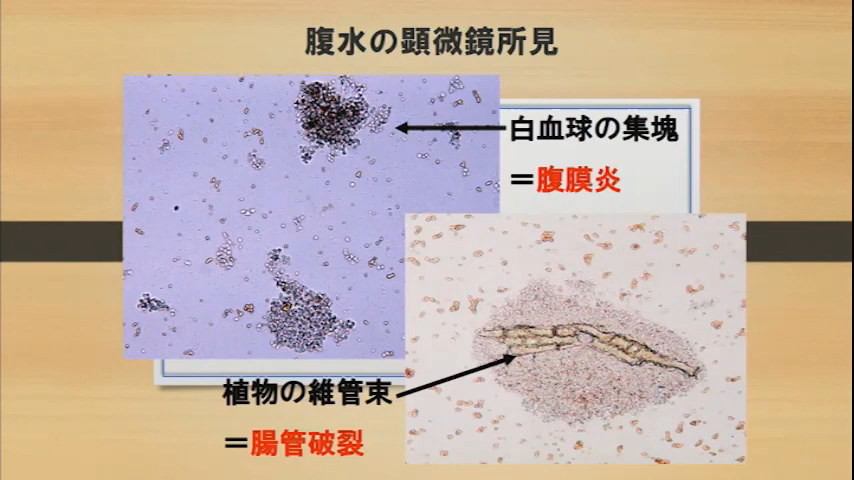 腹水の顕微鏡所見
白血球の集塊
＝腹膜炎
植物の維管束
＝腸管破裂